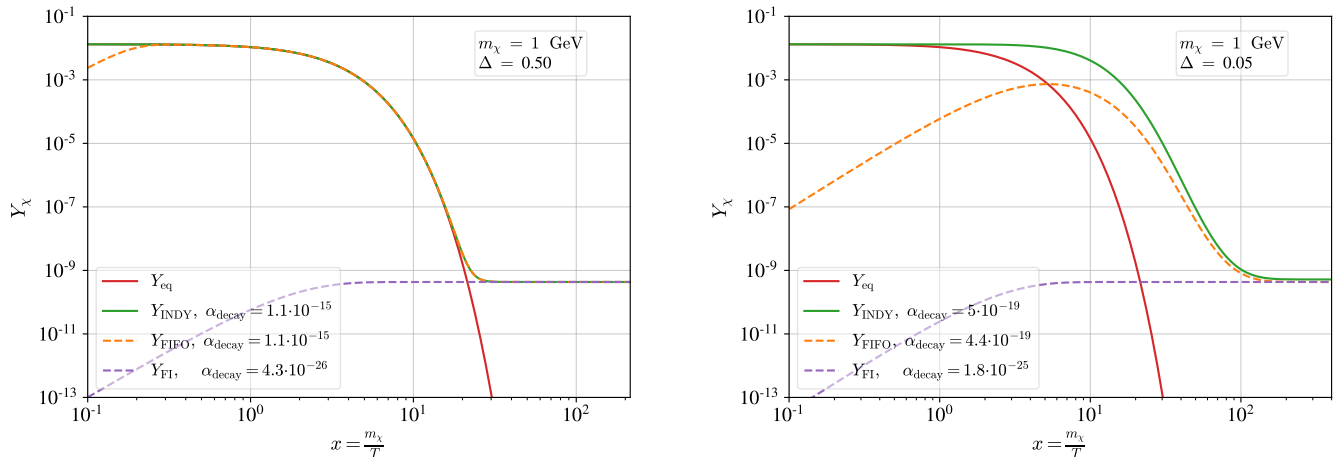 10^-1
10^-3
10^-5
10^-7
10^-9
10^-11
10^-13
Y_χ
m_χ = 1 GeV
Δ = 0.50
Y_eq
Y_INDY, α_decay = 1.1·10^-15
Y_FIFO, α_decay = 1.1·10^-15
Y_FI, α_decay = 4.3·10^-26
10^-1 10^0 10^1 10^2
x = m_χ/T
10^-1
10^-3
10^-5
10^-7
10^-9
10^-11
10^-13
Y_χ
m_χ = 1 GeV
Δ = 0.05
Y_eq
Y_INDY, α_decay = 5·10^-19
Y_FIFO, α_decay = 4.4·10^-19
Y_FI, α_decay = 1.8·10^-25
10^-1 10^0 10^1 10^2
x = m_χ/T